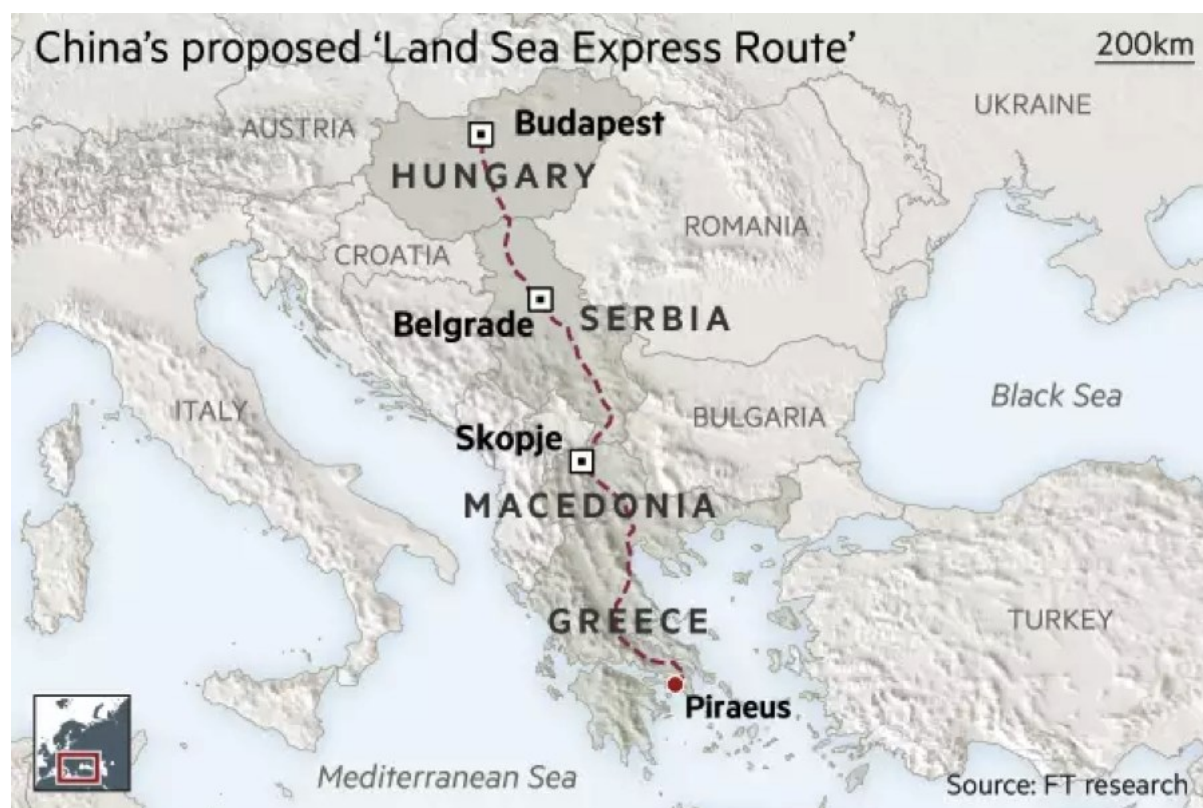 China's proposed ‘Land Sea Express Route’
200km
UKRAINE
AUSTRIA
Budapest
HUNGARY
ROMANIA
CROATIA
Belgrade
SERBIA
Black Sea
ITALY
BULGARIA
Skopje
MACEDONIA
GREECE
TURKEY
Piraeus
Mediterranean Sea
Source: FT research